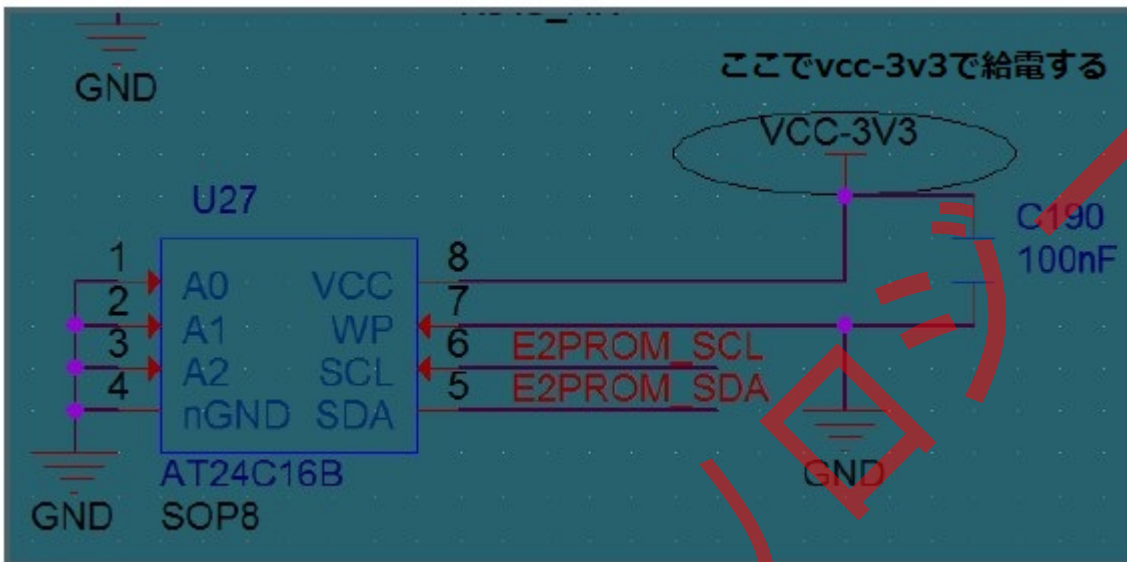 GND
ここでvcc-3v3で給電する
VCC-3V3
U27
C190
100nF
1
8
A0
VCC
2
7
A1
WP
3
6
E2PROM_SCL
A2
SCL
4
5
E2PROM_SDA
nGND
SDA
AT24C16B
GND
SOP8
GND